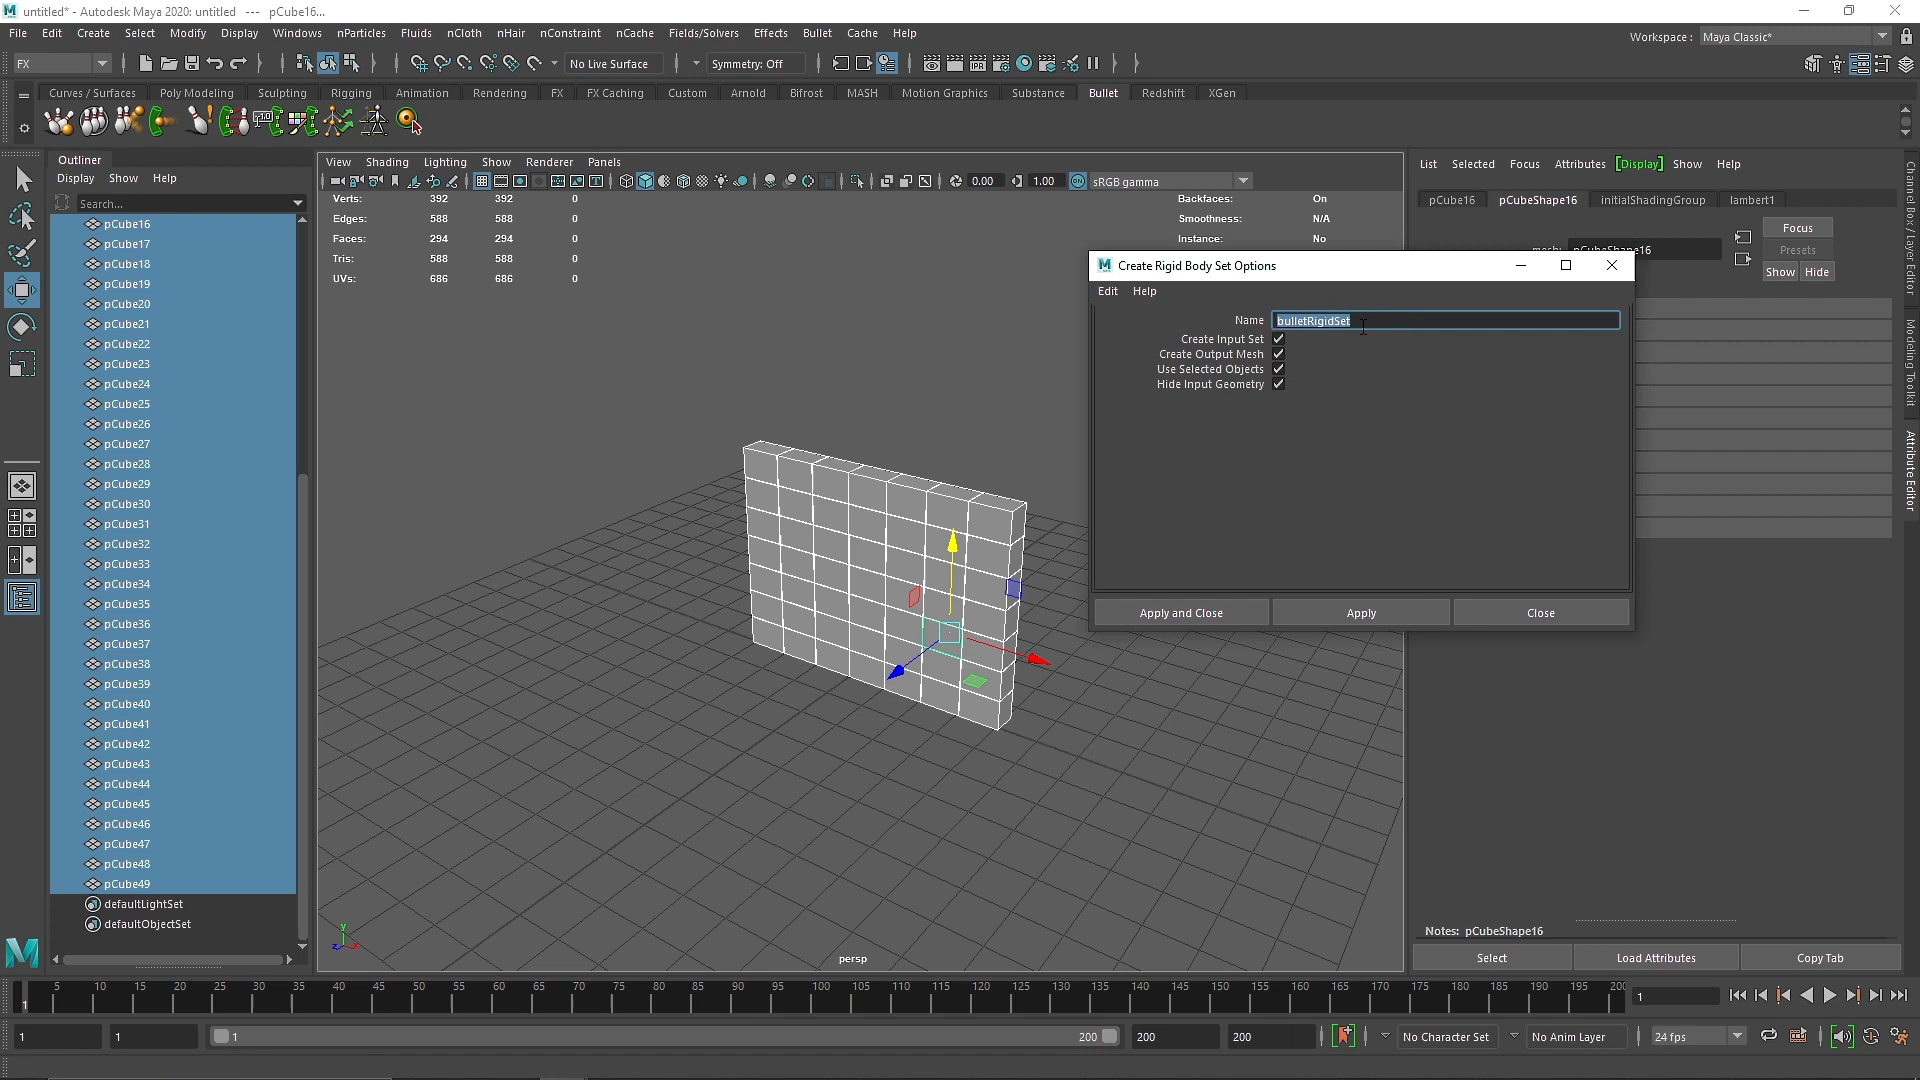 untitled* - Autodesk Maya 2020: untitled --- pCube16...
File Edit Create Select Modify Display Windows nParticles Fluids nCloth nHair nConstraint nCache Fields/Solvers Effects Bullet Cache Help
Workspace : Maya Classic*
FX No Live Surface Symmetry: Off
Curves / Surfaces Poly Modeling Sculpting Rigging Animation Rendering FX FX Caching Custom Arnold Bifrost MASH Motion Graphics Substance Bullet Redshift XGen
Outliner
Display Show Help
Search...
pCube16
pCube17
pCube18
pCube19
pCube20
pCube21
pCube22
pCube23
pCube24
pCube25
pCube26
pCube27
pCube28
pCube29
pCube30
pCube31
pCube32
pCube33
pCube34
pCube35
pCube36
pCube37
pCube38
pCube39
pCube40
pCube41
pCube42
pCube43
pCube44
pCube45
pCube46
pCube47
pCube48
pCube49
defaultLightSet
defaultObjectSet
View Shading Lighting Show Renderer Panels
0.00 1.00 ON sRGB gamma
Verts: 392 392 0
Edges: 588 588 0
Faces: 294 294 0
Tris: 588 588 0
UVs: 686 686 0
Backfaces: On
Smoothness: N/A
Instance: No
persp
y
z x
Create Rigid Body Set Options
Edit Help
Name bulletRigidSet
Create Input Set
Create Output Mesh
Use Selected Objects
Hide Input Geometry
Apply and Close Apply Close
List Selected Focus Attributes [Display] Show Help
pCube16 pCubeShape16 initialShadingGroup lambert1
mesh: pCubeShape16
Focus
Presets
Show Hide
Notes: pCubeShape16
Select Load Attributes Copy Tab
Channel Box / Layer Editor
Modeling Toolkit
Attribute Editor
1 5 10 15 20 25 30 35 40 45 50 55 60 65 70 75 80 85 90 95 100 105 110 115 120 125 130 135 140 145 150 155 160 165 170 175 180 185 190 195 1
1 1 1 200 200 200 No Character Set No Anim Layer 24 fps